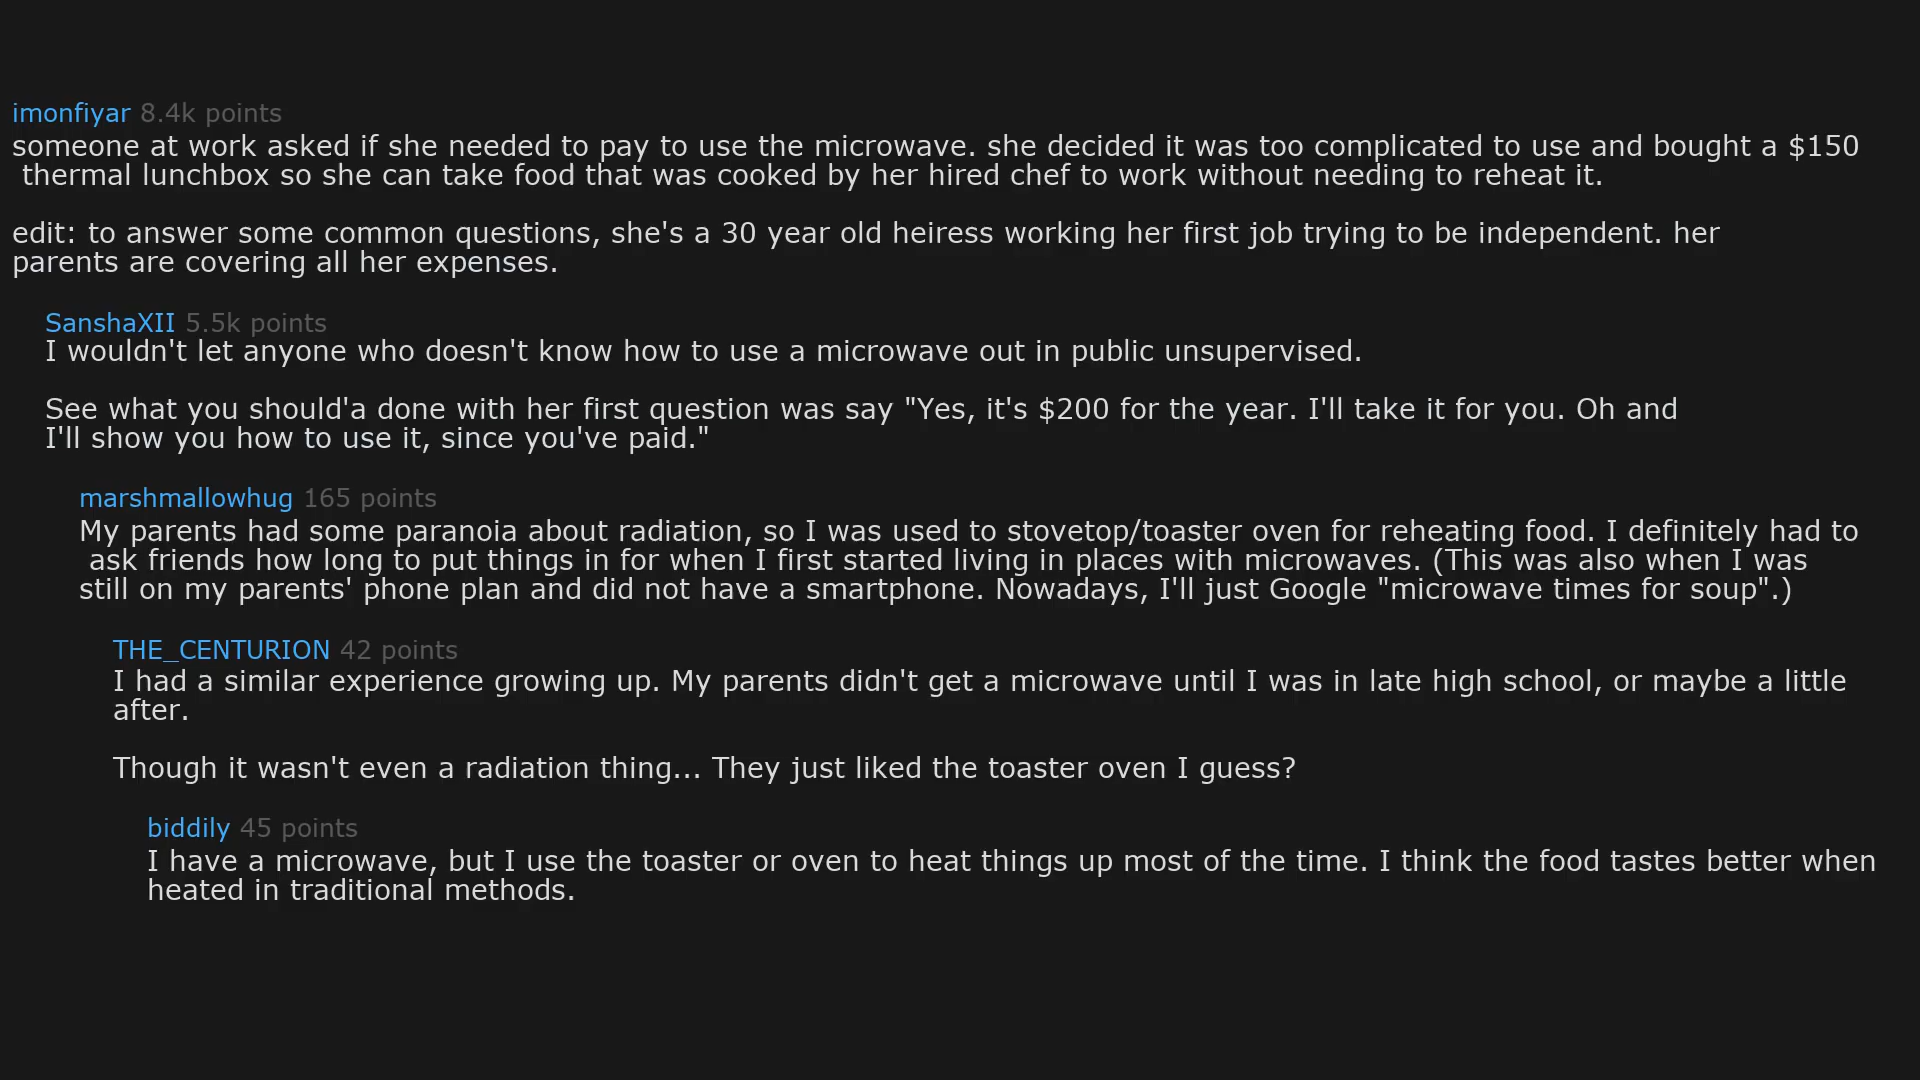 imonfiyar 8.4k points
someone at work asked if she needed to pay to use the microwave. she decided it was too complicated to use and bought a $150
thermal lunchbox so she can take food that was cooked by her hired chef to work without needing to reheat it.
edit: to answer some common questions, she's a 30 year old heiress working her first job trying to be independent. her
parents are covering all her expenses.
SanshaXII 5.5k points
I wouldn't let anyone who doesn't know how to use a microwave out in public unsupervised.
See what you should'a done with her first question was say "Yes, it's $200 for the year. I'll take it for you. Oh and
I'll show you how to use it, since you've paid."
marshmallowhug 165 points
My parents had some paranoia about radiation, so I was used to stovetop/toaster oven for reheating food. I definitely had to
ask friends how long to put things in for when I first started living in places with microwaves. (This was also when I was
still on my parents' phone plan and did not have a smartphone. Nowadays, I'll just Google "microwave times for soup".)
THE_CENTURION 42 points
I had a similar experience growing up. My parents didn't get a microwave until I was in late high school, or maybe a little
after.
Though it wasn't even a radiation thing... They just liked the toaster oven I guess?
biddily 45 points
I have a microwave, but I use the toaster or oven to heat things up most of the time. I think the food tastes better when
heated in traditional methods.